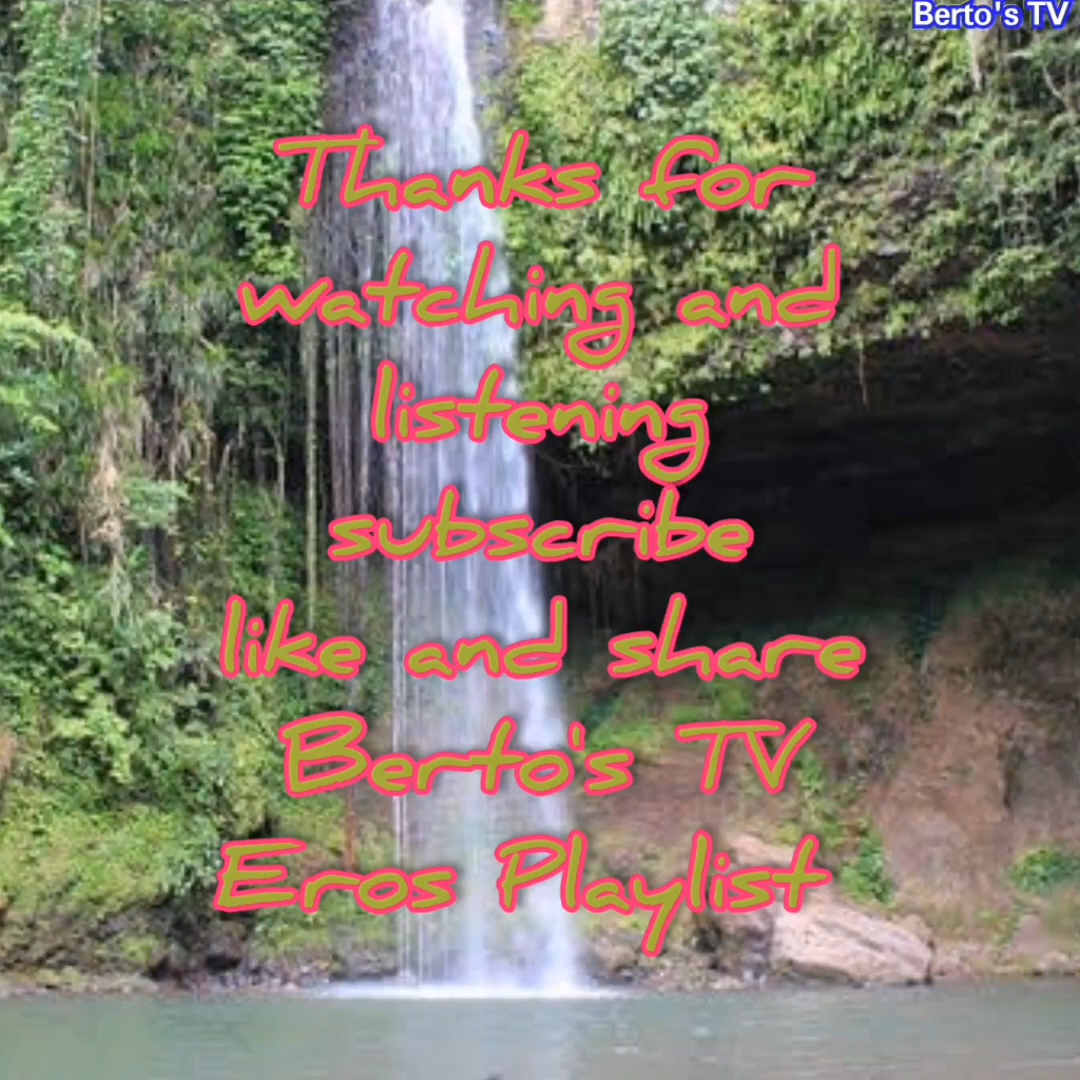 Berto's TV
Thanks for
watching and
listening
subscribe
like and share
Berto's TV
Eros Playlist